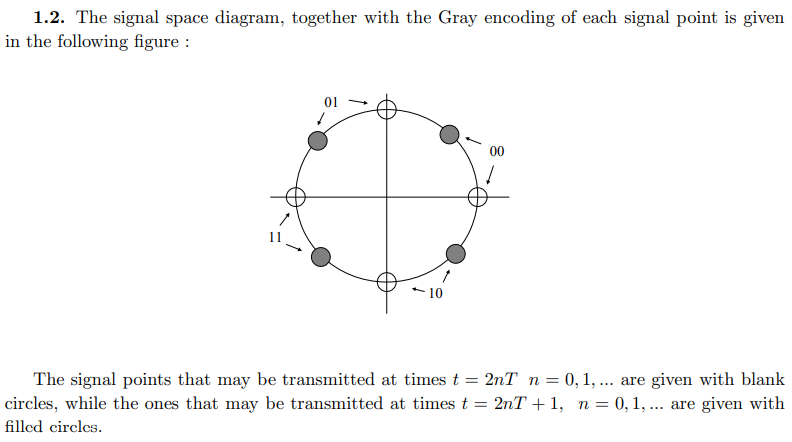 1.2. The signal space diagram, together with the Gray encoding of each signal point is given
in the following figure :
01
00
11
10
The signal points that may be transmitted at times t = 2nT n = 0, 1, ... are given with blank
circles, while the ones that may be transmitted at times t = 2nT + 1, n = 0, 1, ... are given with
filled circles.